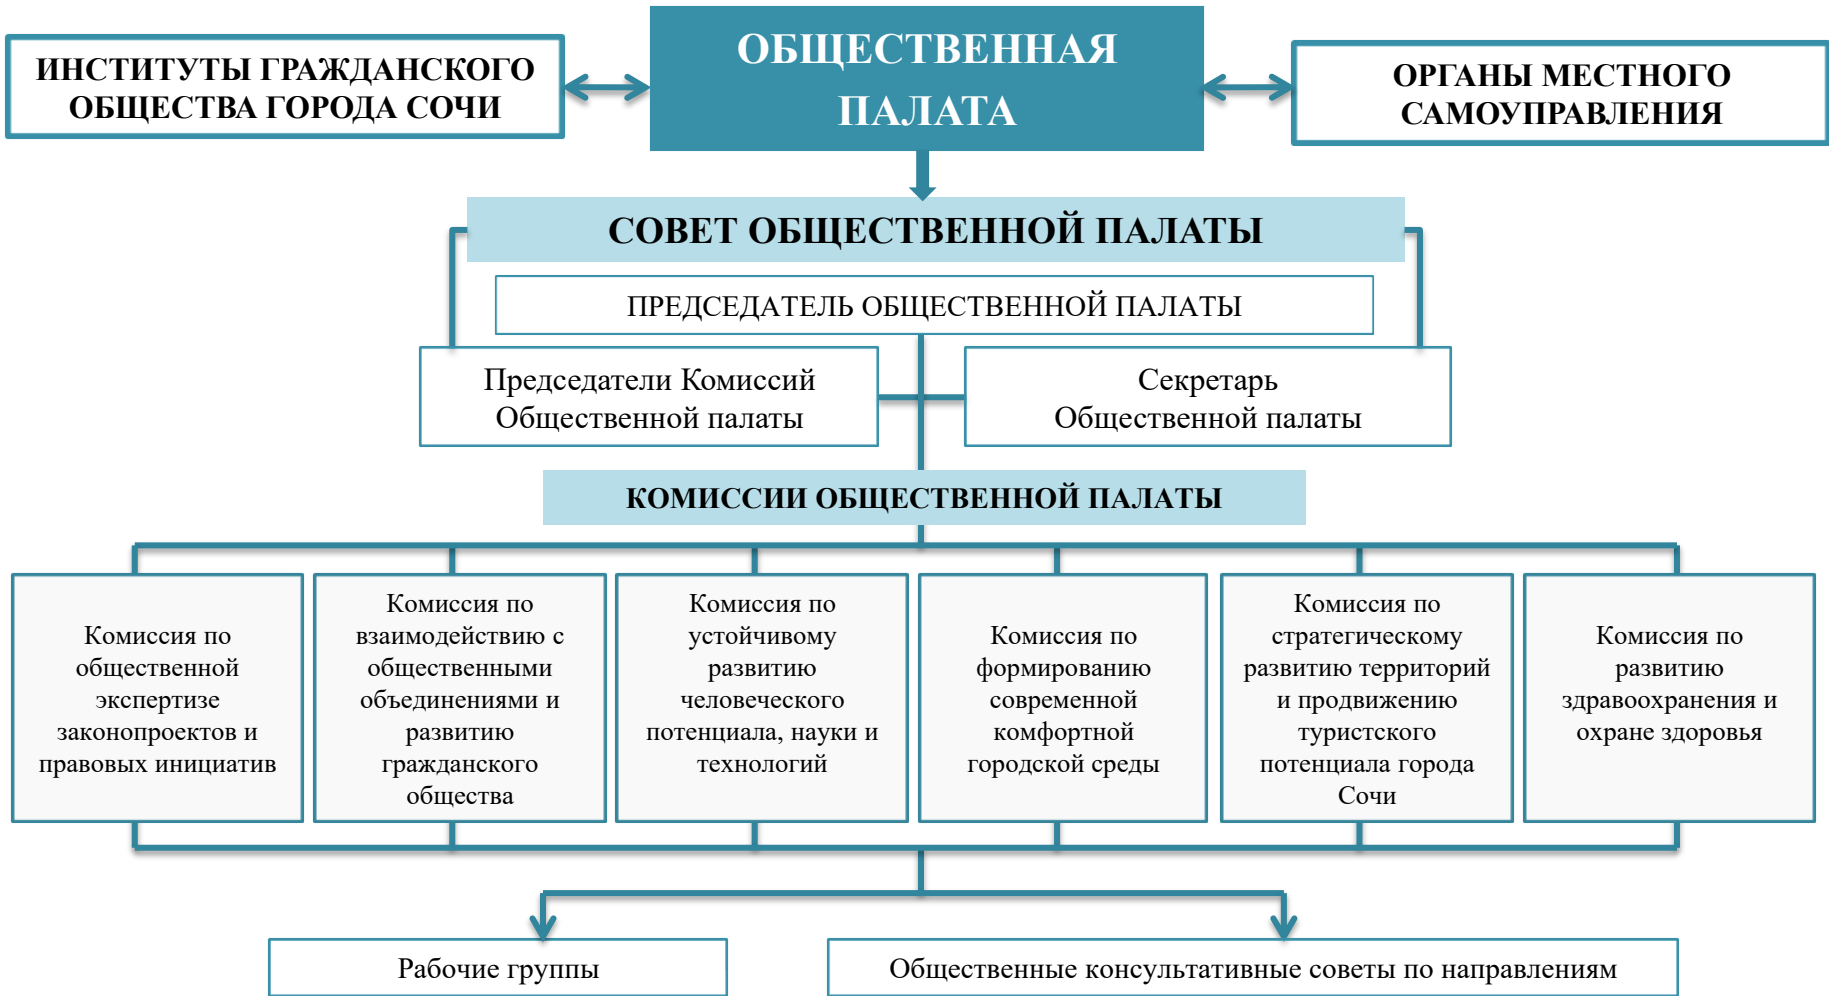 ИНСТИТУТЫ ГРАЖДАНСКОГО
ОБЩЕСТВА ГОРОДА СОЧИ
ОБЩЕСТВЕННАЯ
ПАЛАТА
ОРГАНЫ МЕСТНОГО
САМОУПРАВЛЕНИЯ
СОВЕТ ОБЩЕСТВЕННОЙ ПАЛАТЫ
ПРЕДСЕДАТЕЛЬ ОБЩЕСТВЕННОЙ ПАЛАТЫ
Председатели Комиссий
Общественной палаты
Секретарь
Общественной палаты
КОМИССИИ ОБЩЕСТВЕННОЙ ПАЛАТЫ
Комиссия по
общественной
экспертизе
законопроектов и
правовых инициатив
Комиссия по
взаимодействию с
общественными
объединениями и
развитию
гражданского
общества
Комиссия по
устойчивому
развитию
человеческого
потенциала, науки и
технологий
Комиссия по
формированию
современной
комфортной
городской среды
Комиссия по
стратегическому
развитию территорий
и продвижению
туристского
потенциала города
Сочи
Комиссия по
развитию
здравоохранения и
охране здоровья
Рабочие группы
Общественные консультативные советы по направлениям